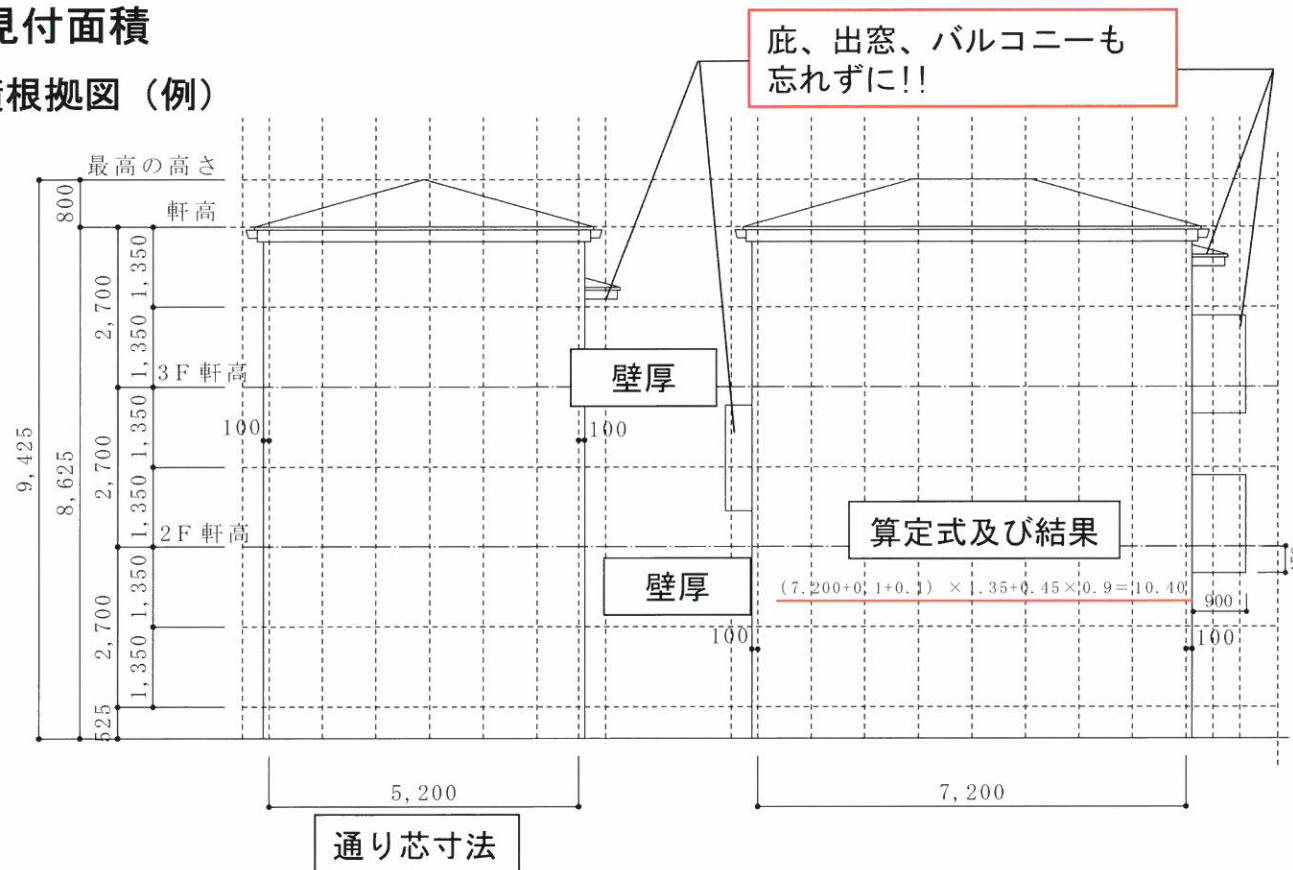 見付面積
根拠図（例）
庇、出窓、バルコニーも
忘れずに!!
最高の高さ
800
軒高
1,350
2,700
1,350
3F軒高
壁厚
1,350
100
100
9,425
8,625
2,700
1,350
2F軒高
算定式及び結果
壁厚
(7.200+0.1+0.1) ×1.35+0.45×0.9=10.40
900
1,350
2,700
100
100
1,350
525
5,200
7,200
通り芯寸法